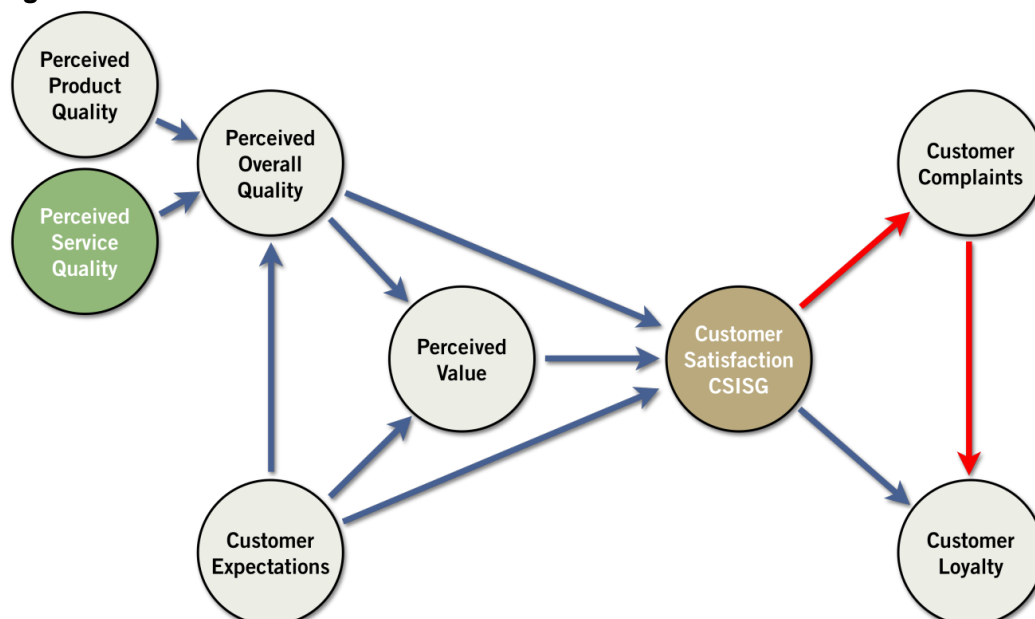 Perceived
Product
Quality
Perceived
Service
Quality
Perceived
Overall
Quality
Perceived
Value
Customer
Expectations
Customer
Satisfaction
CSISG
Customer
Complaints
Customer
Loyalty